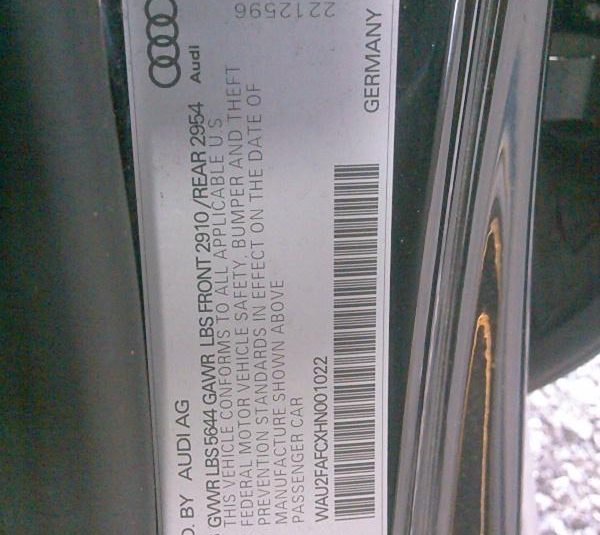 D. BY AUDI AG
GVWR LBS 5644 GAWR LBS FRONT 2910/REAR 2954
THIS VEHICLE CONFORMS TO ALL APPLICABLE U S
FEDERAL MOTOR VEHICLE SAFETY, BUMPER AND THEFT
PREVENTION STANDARDS IN EFFECT ON THE DATE OF
MANUFACTURE SHOWN ABOVE
PASSENGER CAR
WAU2FAFCXHN001022
Audi
2212596
GERMANY